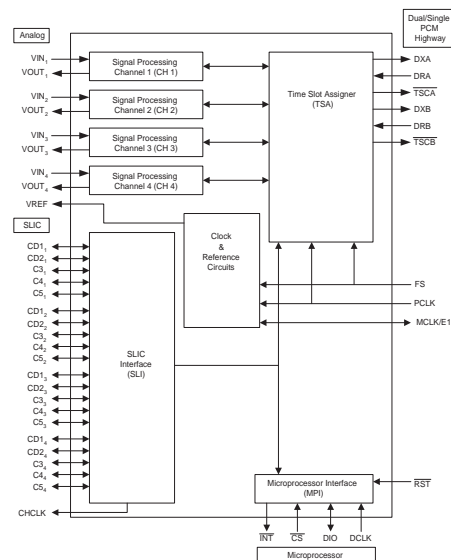 Analog
Dual/Single
PCM
Highway
VIN₁
VOUT₁
Signal Processing
Channel 1 (CH 1)
VIN₂
VOUT₂
Signal Processing
Channel 2 (CH 2)
VIN₃
VOUT₃
Signal Processing
Channel 3 (CH 3)
VIN₄
VOUT₄
Signal Processing
Channel 4 (CH 4)
Time Slot Assigner
(TSA)
DXA
DRA
TSCA
DXB
DRB
TSCB
VREF
SLIC
Clock
&
Reference
Circuits
FS
PCLK
MCLK/E1
CD1₁
CD2₁
C3₁
C4₁
C5₁
CD1₂
CD2₂
C3₂
C4₂
C5₂
CD1₃
CD2₃
C3₃
C4₃
C5₃
CD1₄
CD2₄
C3₄
C4₄
C5₄
CHCLK
SLIC
Interface
(SLI)
Microprocessor Interface
(MPI)
RST
INT
CS
DIO
DCLK
Microprocessor